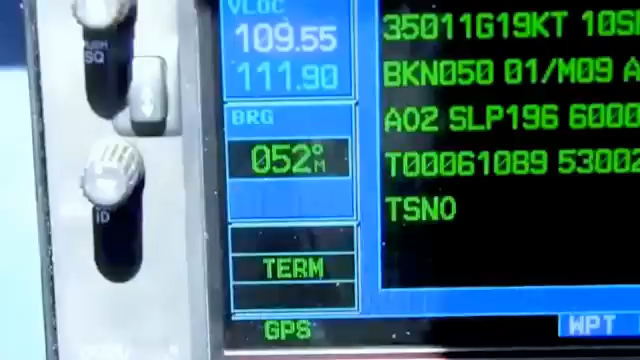 VLOC
109.55
111.90
BRG
052°M
TERM
GPS
35011G19KT 10S
BKN050 01/M09 A
A02 SLP196 6000
T00061089 53002
TSNO
WPT
SQ
ID